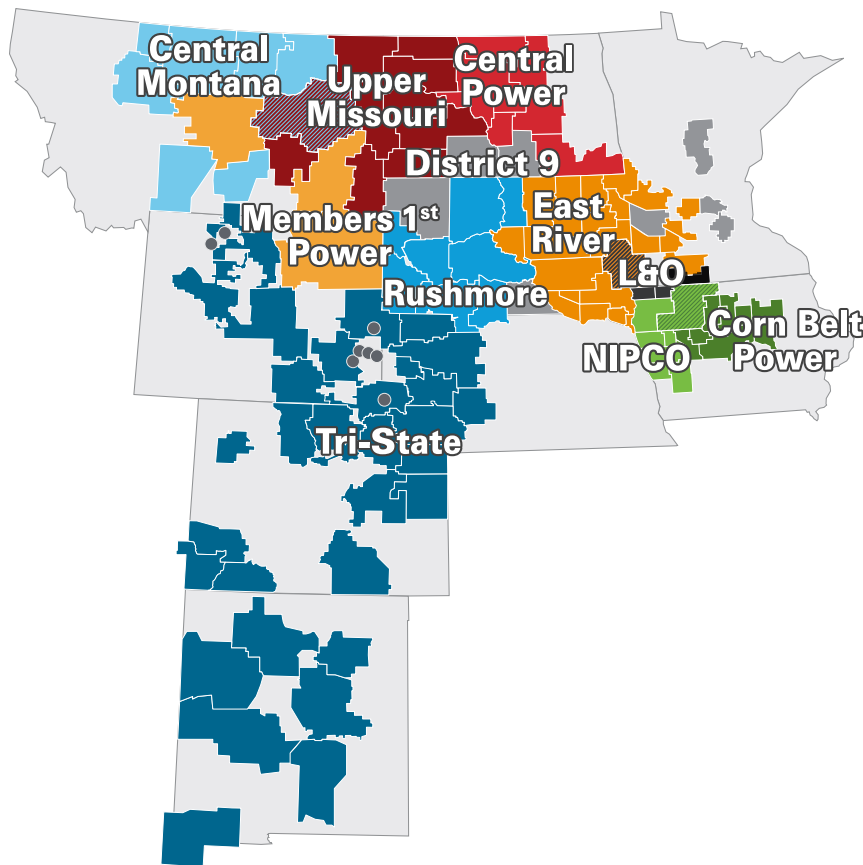 Central
Montana
Upper
Missouri
Central
Power
District 9
Members 1st
Power
East
River
L&O
Rushmore
Corn Belt
Power
NIPCO
Tri-State